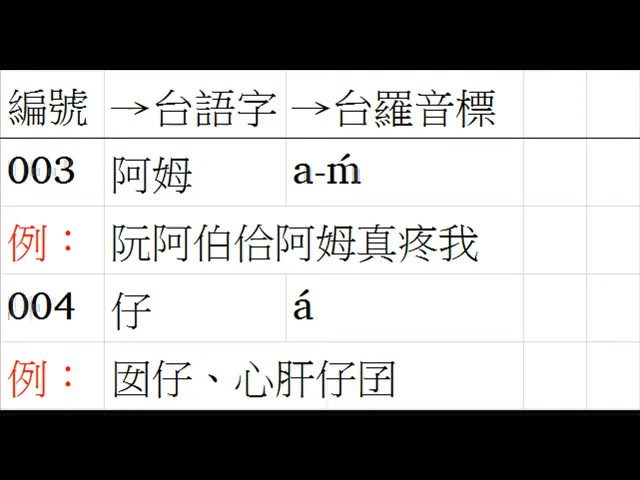 編號 →台語字 →台羅音標
003 阿姆 a-ḿ
例： 阮阿伯佮阿姆真疼我
004 仔 á
例： 囡仔、心肝仔囝